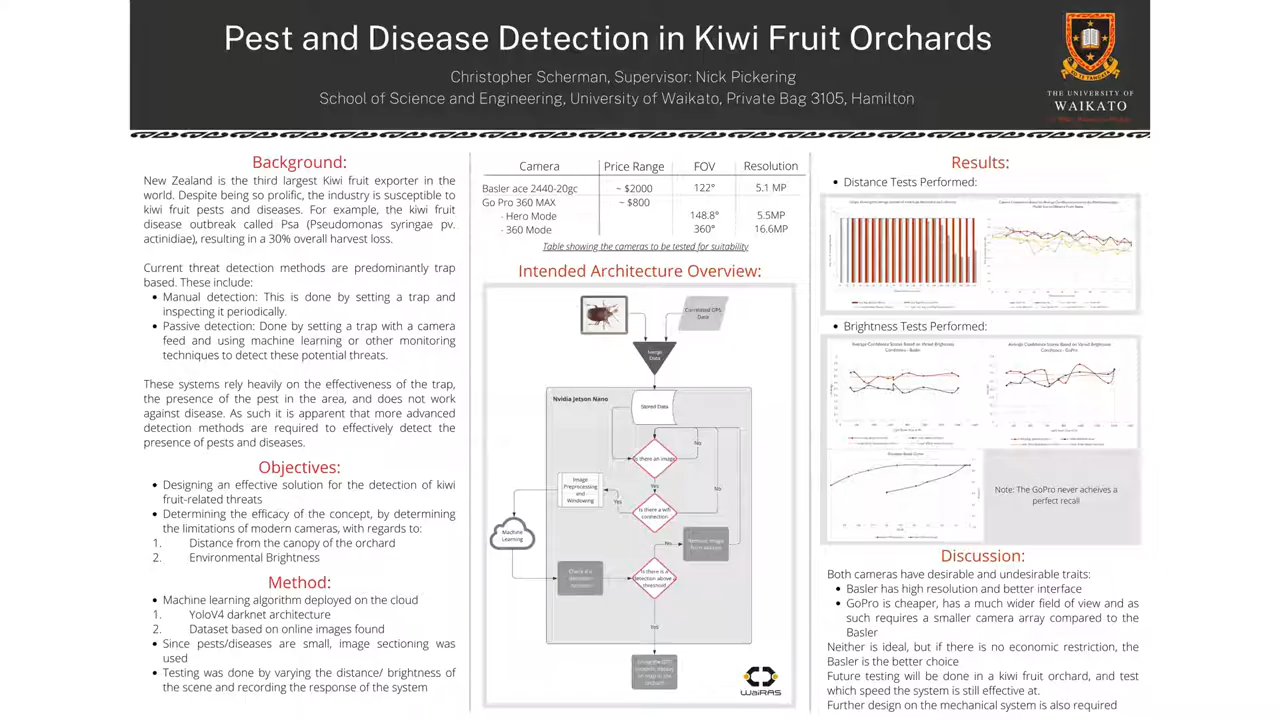 Pest and Disease Detection in Kiwi Fruit Orchards
Christopher Scherman, Supervisor: Nick Pickering
School of Science and Engineering, University of Waikato, Private Bag 3105, Hamilton
THE UNIVERSITY OF
WAIKATO
Background:
New Zealand is the third largest Kiwi fruit exporter in the
world. Despite being so prolific, the industry is susceptible to
kiwi fruit pests and diseases. For example, the kiwi fruit
disease outbreak called Psa (Pseudomonas syringae pv.
actinidiae), resulting in a 30% overall harvest loss.
Current threat detection methods are predominantly trap
based. These include:
• Manual detection: This is done by setting a trap and
inspecting it periodically.
• Passive detection: Done by setting a trap with a camera
feed and using machine learning or other monitoring
techniques to detect these potential threats.
These systems rely heavily on the effectiveness of the trap,
the presence of the pest in the area, and does not work
against disease. As such it is apparent that more advanced
detection methods are required to effectively detect the
presence of pests and diseases.
Objectives:
• Designing an effective solution for the detection of kiwi
fruit-related threats
• Determining the efficacy of the concept, by determining
the limitations of modern cameras, with regards to:
1. Distance from the canopy of the orchard
2. Environmental Brightness
Method:
• Machine learning algorithm deployed on the cloud
1. YoloV4 darknet architecture
2. Dataset based on online images found
• Since pests/diseases are small, image sectioning was
used
• Testing was done by varying the distance/ brightness of
the scene and recording the response of the system
Camera Price Range FOV Resolution
Basler ace 2440-20gc ~ $2000 122° 5.1 MP
Go Pro 360 MAX ~ $800
- Hero Mode 148.8° 5.5MP
- 360 Mode 360° 16.6MP
Table showing the cameras to be tested for suitability
Intended Architecture Overview:
Correlated GPS
Data
Merge
Data
Nvidia Jetson Nano
Stored Data
No
Is there an image
Yes
Image
Preprocessing
and
Windowing
Yes
No
Is there a wifi
connection
Machine
Learning
No
Remove image
from
Is there is a
detection above a
threshold
Yes
WaiRAS
Results:
• Distance Tests Performed:
• Brightness Tests Performed:
Average Confidence Scores Based on Varied Brightness
Conditions - Basler
Average Confidence Scores Based on Varied Brightness
Conditions - GoPro
Note: The GoPro never acheives a
perfect recall
Discussion:
Both cameras have desirable and undesirable traits:
• Basler has high resolution and better interface
• GoPro is cheaper, has a much wider field of view and as
such requires a smaller camera array compared to the
Basler
Neither is ideal, but if there is no economic restriction, the
Basler is the better choice
Future testing will be done in a kiwi fruit orchard, and test
which speed the system is still effective at.
Further design on the mechanical system is also required